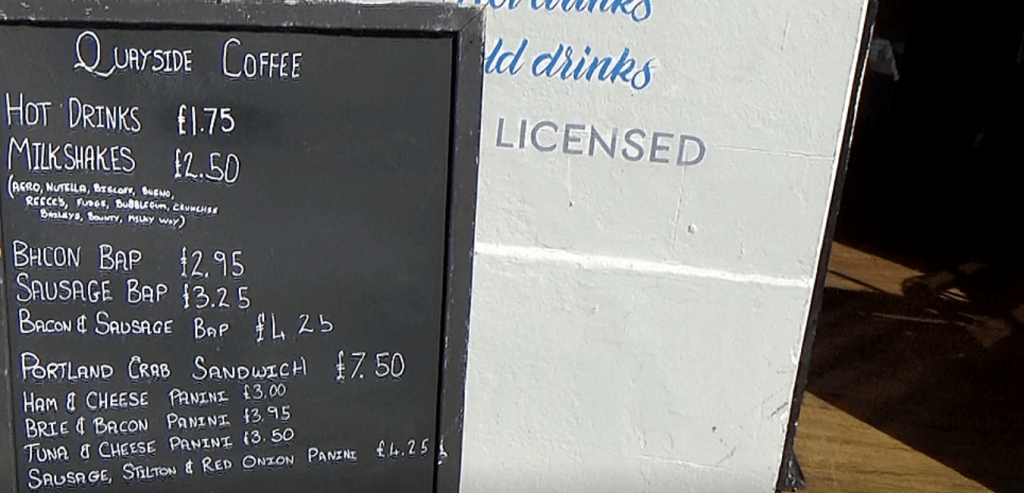 QUAYSIDE COFFEE
HOT DRINKS £1.75
MILKSHAKES £2.50
(AERO, NUTELLA, BISCOFF, BUENO,
REECE'S, FUDGE, BUBBLEGUM, CRUNCHIE
BAILEYS, BOUNTY, MILKY WAY)
BACON BAP £2.95
SAUSAGE BAP £3.25
BACON & SAUSAGE BAP £4.25
PORTLAND CRAB SANDWICH £7.50
HAM & CHEESE PANINI £3.00
BRIE & BACON PANINI £3.95
TUNA & CHEESE PANINI £3.50
SAUSAGE, STILTON & RED ONION PANINI £4.25
drinks
drinks
LICENSED